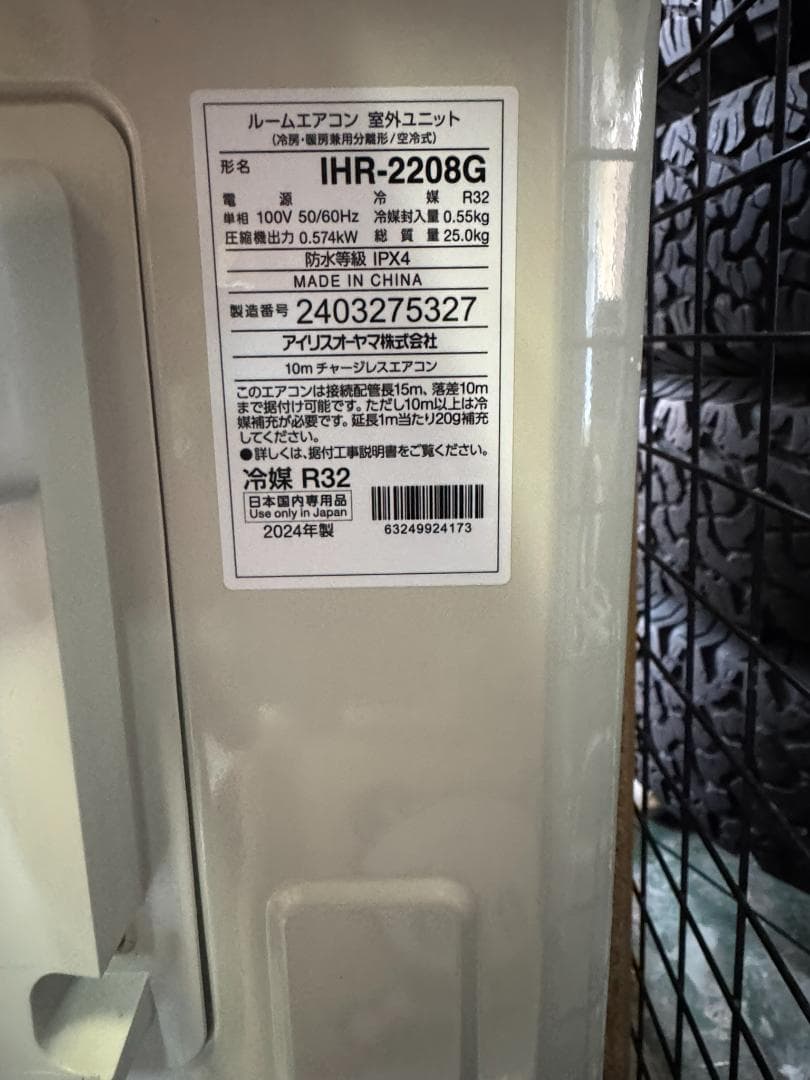 ルームエアコン 室外ユニット
(冷房・暖房兼用分離形/空冷式)
形名 IHR-2208G
電源 冷媒 R32
単相 100V 50/60Hz 冷媒封入量 0.55kg
圧縮機出力 0.574kW 総質量 25.0kg
防水等級 IPX4
MADE IN CHINA
製造番号 2403275327
アイリスオーヤマ株式会社
10m チャージレスエアコン
このエアコンは接続配管長15m、落差10m
まで据付け可能です。ただし10m以上は冷
媒補充が必要です。延長1m当たり20g補充
してください。
●詳しくは、据付工事説明書をご覧ください。
冷媒 R32
日本国内専用品
Use only in Japan
2024年製
63249924173